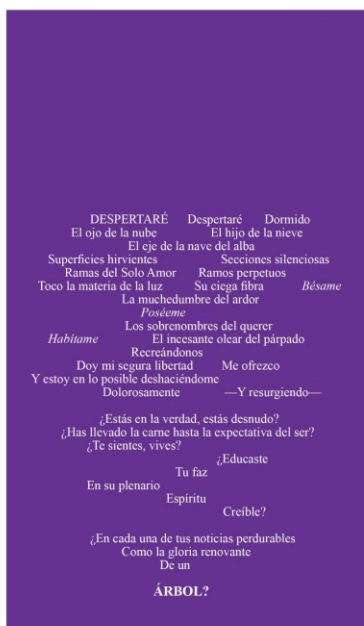 DESPERTARÉ Despertaré Dormido
El ojo de la nube El hijo de la nieve
El eje de la nave del alba
Superficies hirvientes Secciones silenciosas
Ramas del Solo Amor Ramos perpetuos
Toco la materia de la luz Su ciega fibra Bésame
La muchedumbre del ardor
Poséeme
Los sobrenombres del querer
Habítame El incesante olear del párpado
Recreándonos
Doy mi segura libertad Me ofrezco
Y estoy en lo posible deshaciéndome
Dolorosamente —Y resurgiendo—
¿Estás en la verdad, estás desnudo?
¿Has llevado la carne hasta la expectativa del ser?
¿Te sientes, vives?
¿Educaste
Tu faz
En su plenario
Espíritu
Creíble?
¿En cada una de tus noticias perdurables
Como la gloria renovante
De un
ÁRBOL?